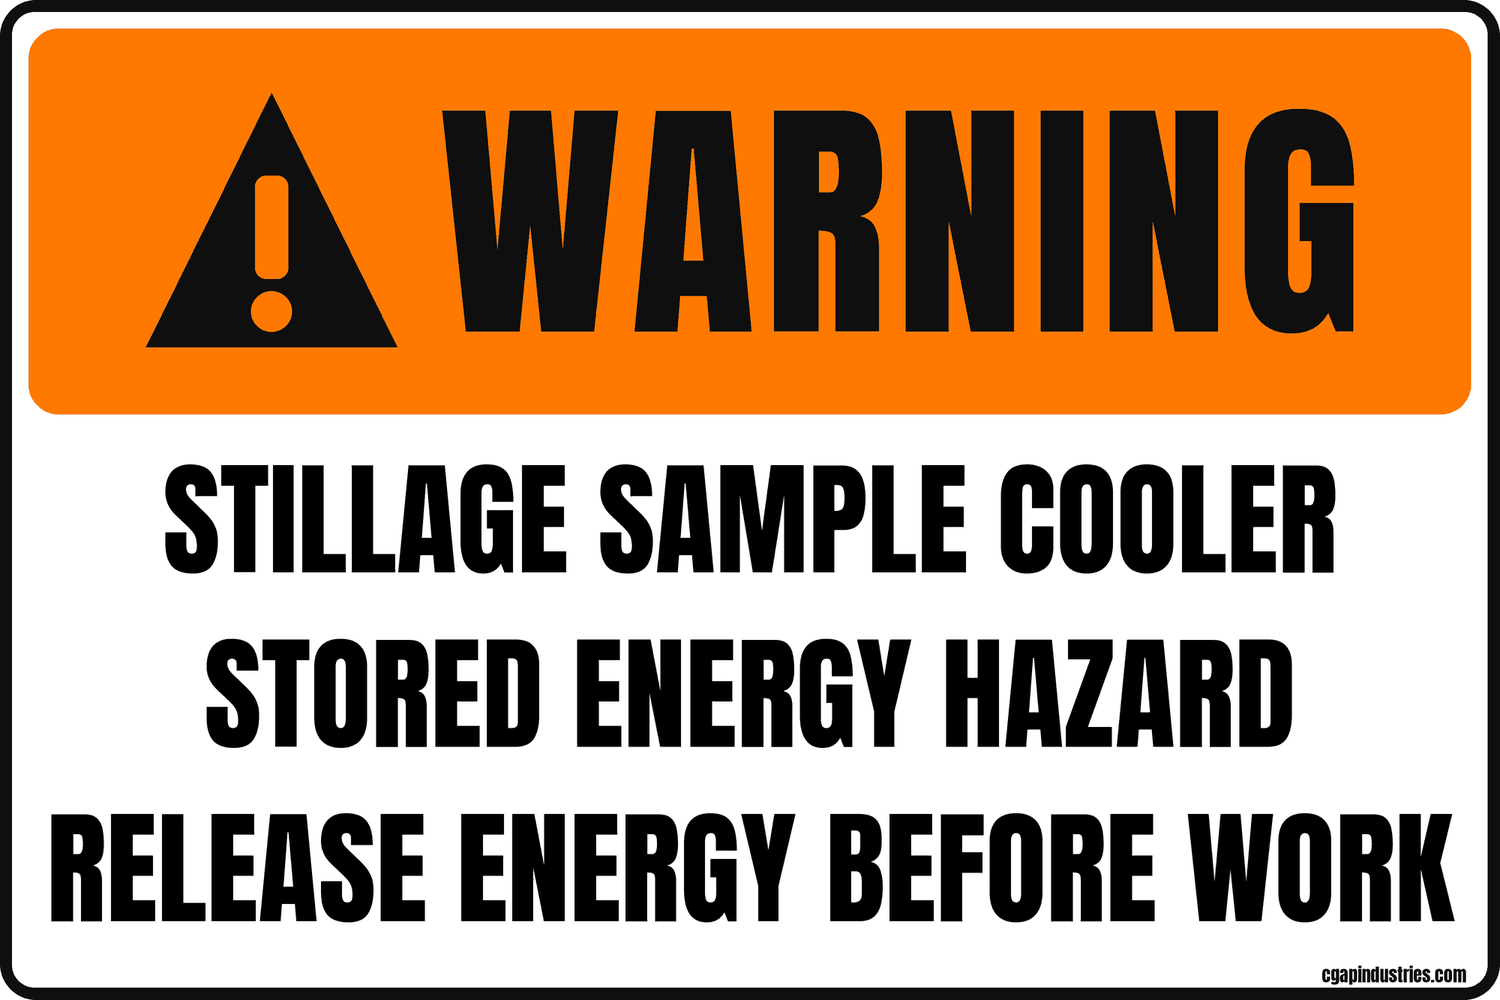 WARNING
STILLAGE SAMPLE COOLER
STORED ENERGY HAZARD
RELEASE ENERGY BEFORE WORK
cgapindustries.com